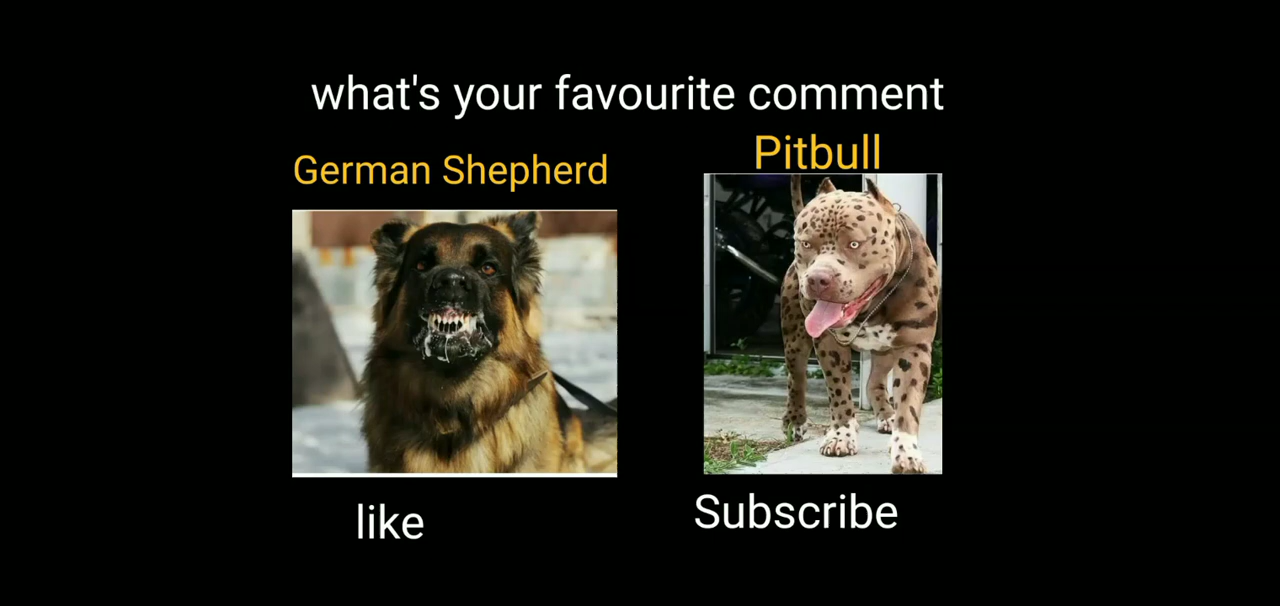 what's your favourite comment
German Shepherd
Pitbull
like
Subscribe